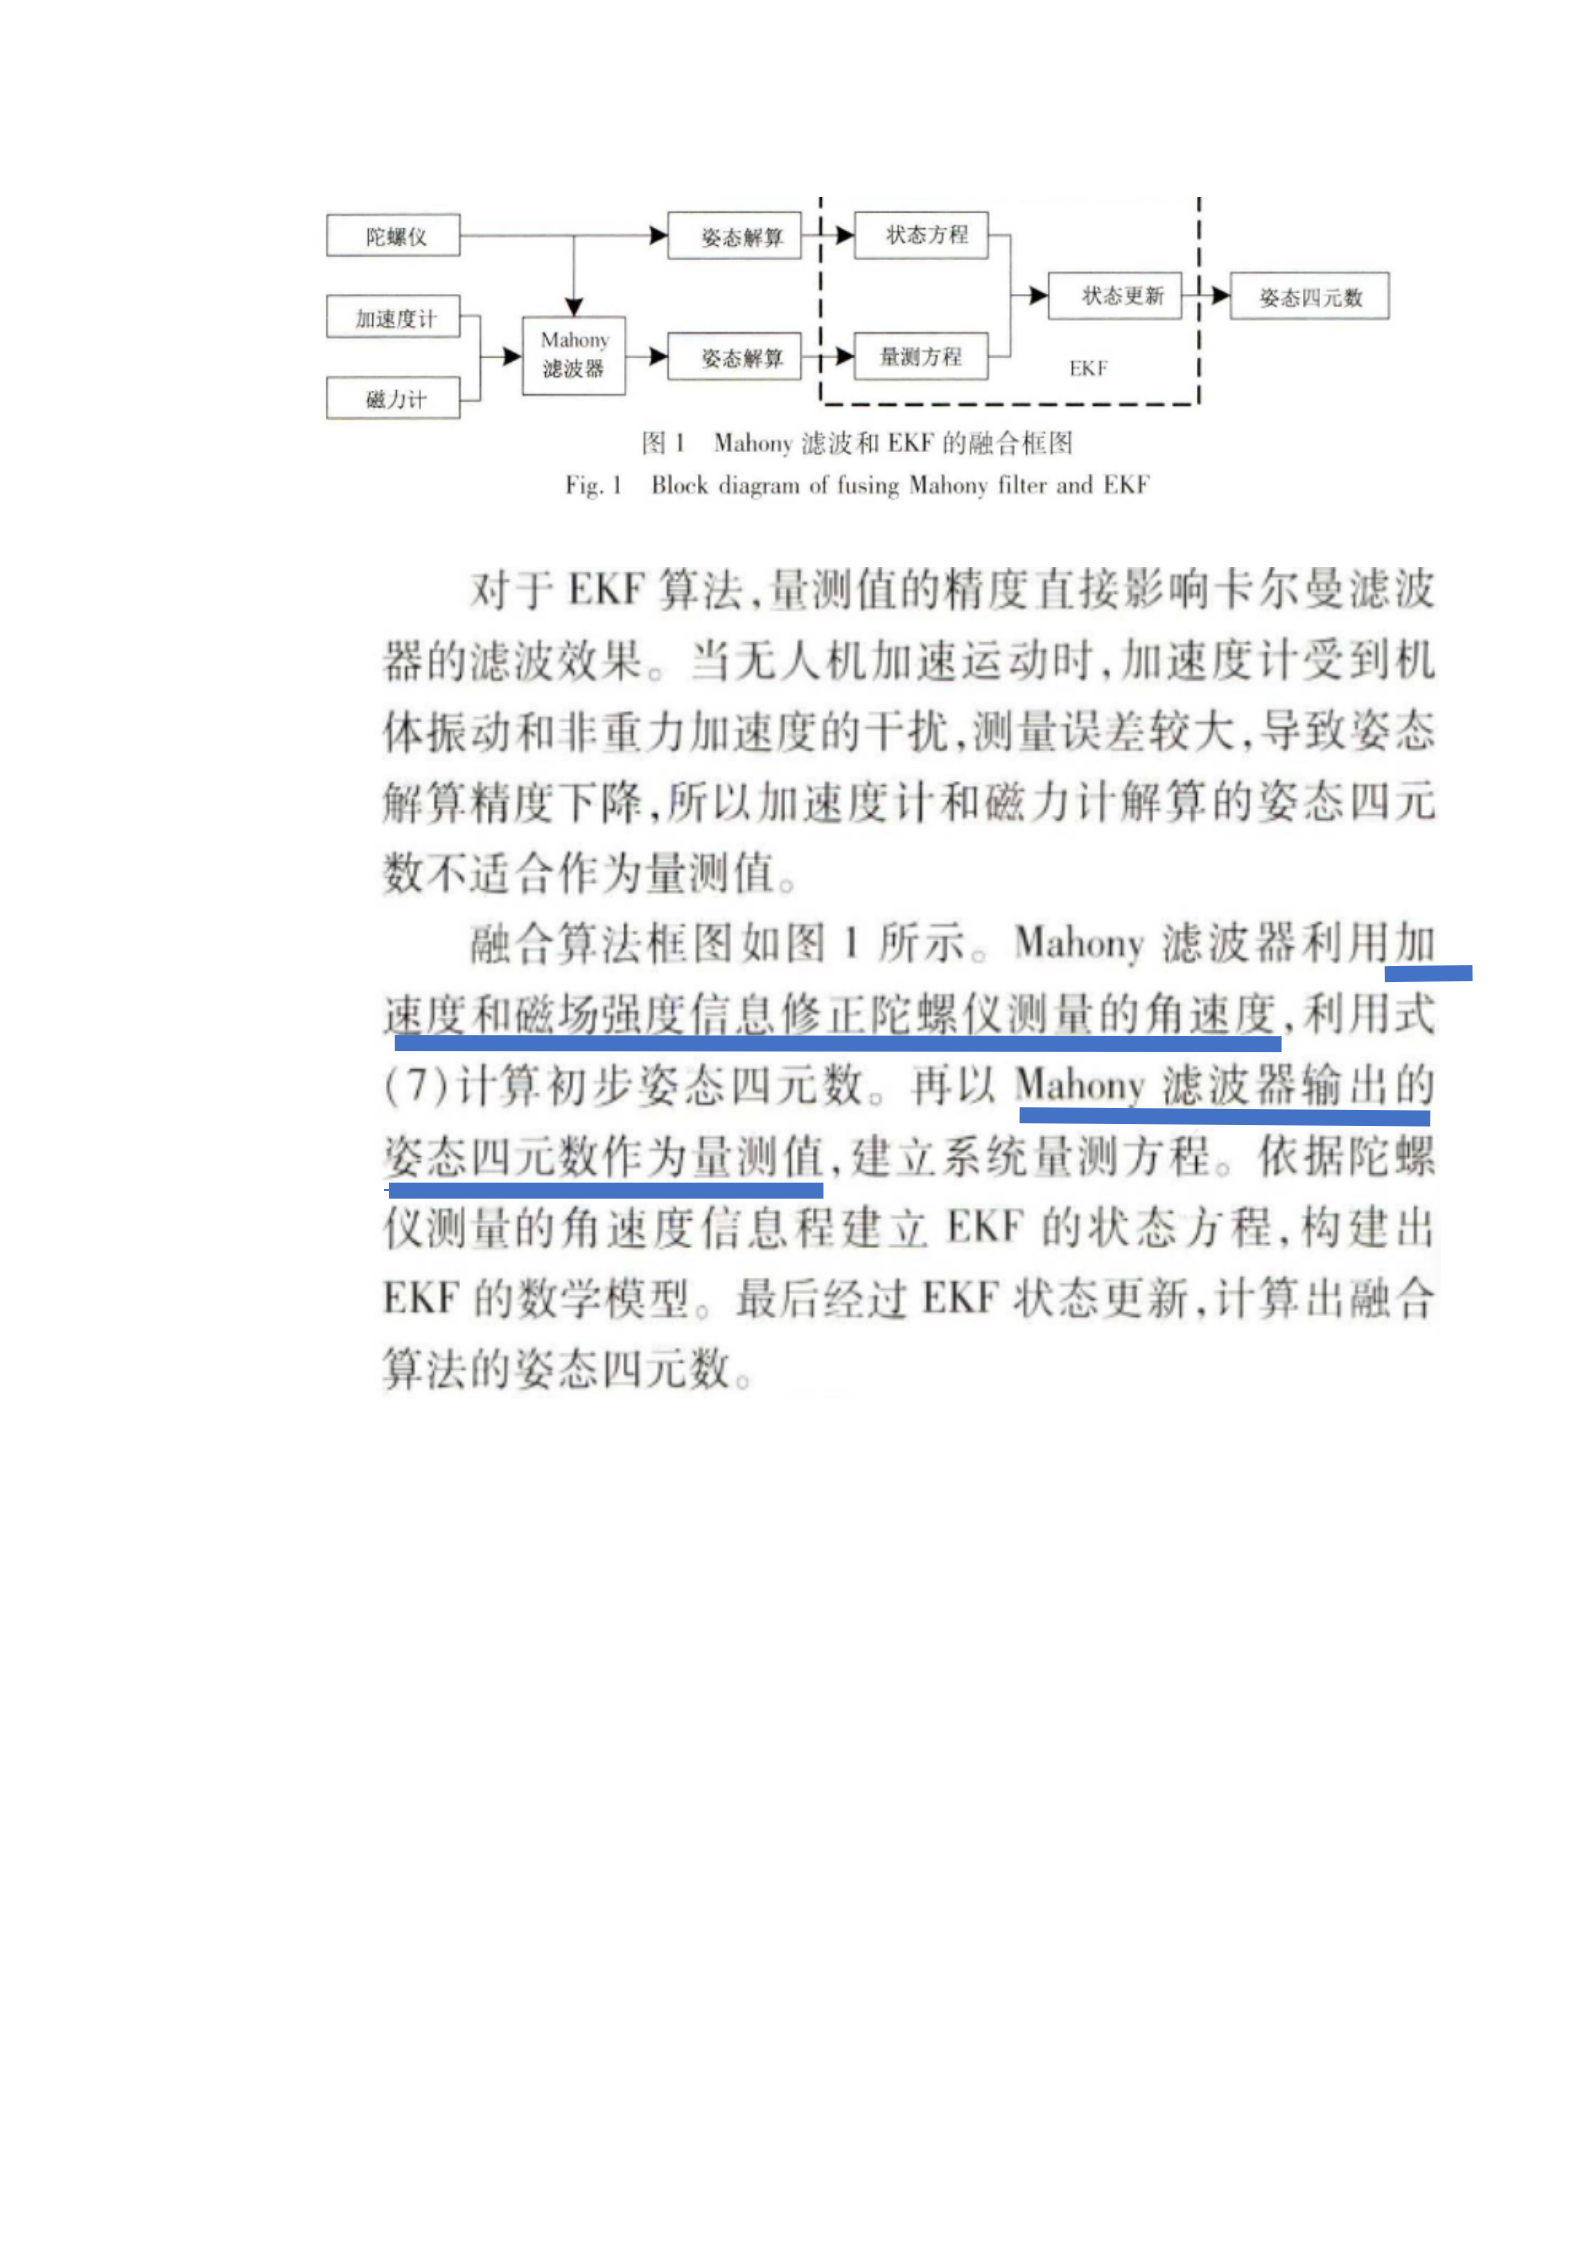 陀螺仪
姿态解算
状态方程
加速度计
Mahony
滤波器
状态更新
姿态四元数
磁力计
姿态解算
量测方程
EKF
图 1 Mahony 滤波和 EKF 的融合框图
Fig. 1 Block diagram of fusing Mahony filter and EKF
对于 EKF 算法,量测值的精度直接影响卡尔曼滤波
器的滤波效果。当无人机加速运动时,加速度计受到机
体振动和非重力加速度的干扰,测量误差较大,导致姿态
解算精度下降,所以加速度计和磁力计解算的姿态四元
数不适合作为量测值。
融合算法框图如图 1 所示。Mahony 滤波器利用加
速度和磁场强度信息修正陀螺仪测量的角速度,利用式
(7)计算初步姿态四元数。再以 Mahony 滤波器输出的
姿态四元数作为量测值,建立系统量测方程。依据陀螺
仪测量的角速度信息程建立 EKF 的状态方程,构建出
EKF 的数学模型。最后经过 EKF 状态更新,计算出融合
算法的姿态四元数。